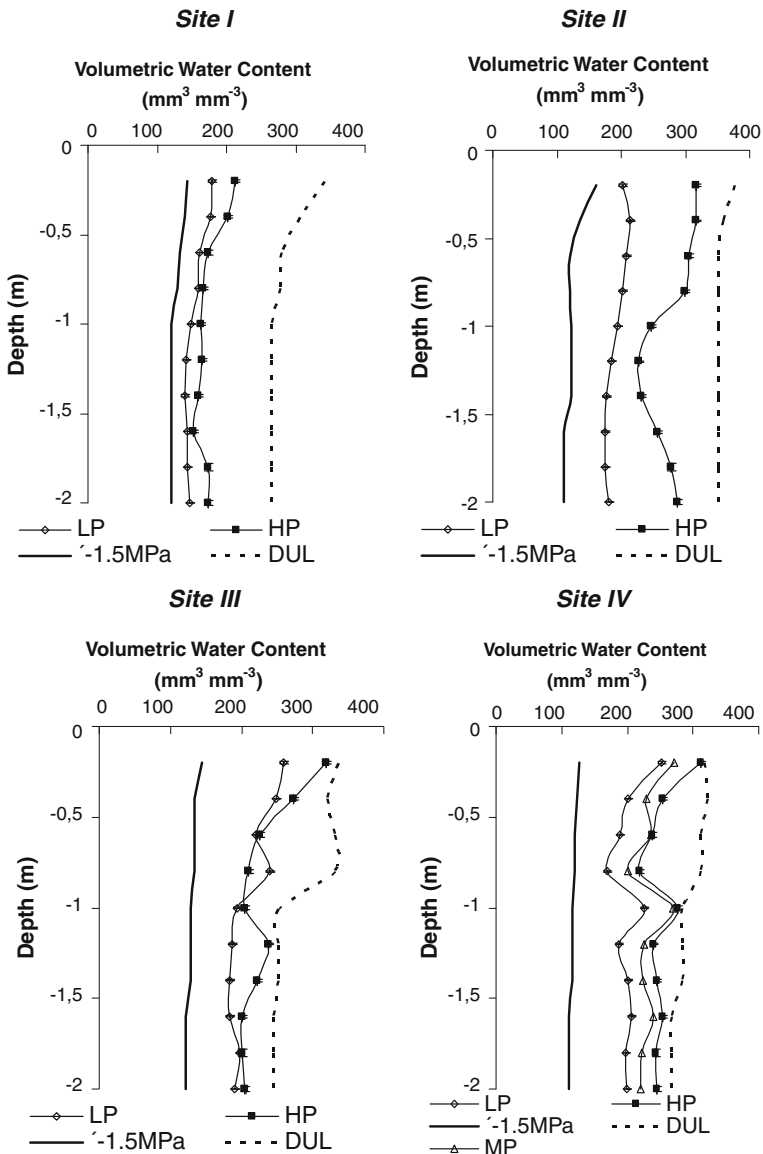 Site I
Volumetric Water Content
(mm³ mm⁻³)
0 100 200 300 400
0
-0,5
-1
-1,5
-2
Depth (m)
LP HP
´-1.5MPa DUL
Site II
Volumetric Water Content
(mm³ mm⁻³)
0 100 200 300 400
0
-0,5
-1
-1,5
-2
Depth (m)
LP HP
´-1.5MPa DUL
Site III
Volumetric Water Content
(mm³ mm⁻³)
0 100 200 300 400
0
-0,5
-1
-1,5
-2
Depth (m)
LP HP
´-1.5MPa DUL
Site IV
Volumetric Water Content
(mm³ mm⁻³)
0 100 200 300 400
0
-0,5
-1
-1,5
-2
Depth (m)
LP HP
´-1.5MPa DUL
MP